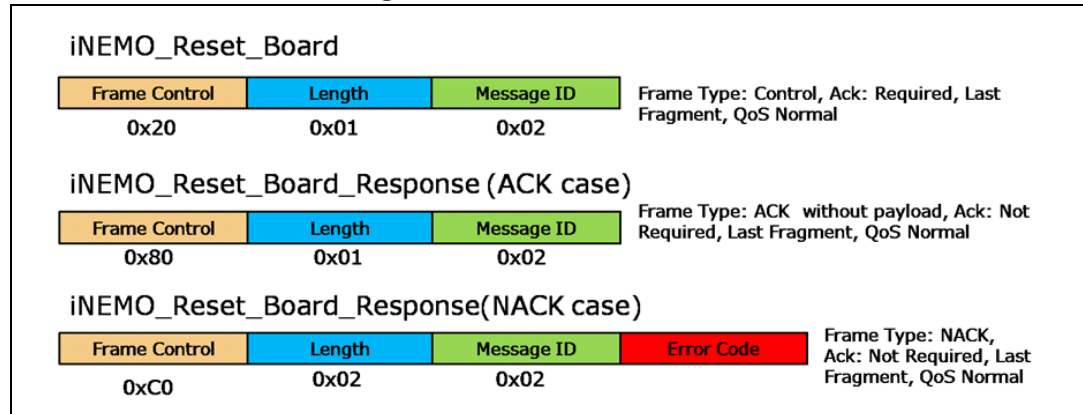 iNEMO_Reset_Board
Frame Control Length Message ID
0x20 0x01 0x02
Frame Type: Control, Ack: Required, Last
Fragment, QoS Normal
iNEMO_Reset_Board_Response (ACK case)
Frame Control Length Message ID
0x80 0x01 0x02
Frame Type: ACK without payload, Ack: Not
Required, Last Fragment, QoS Normal
iNEMO_Reset_Board_Response(NACK case)
Frame Control Length Message ID Error Code
0xC0 0x02 0x02
Frame Type: NACK,
Ack: Not Required, Last
Fragment, QoS Normal